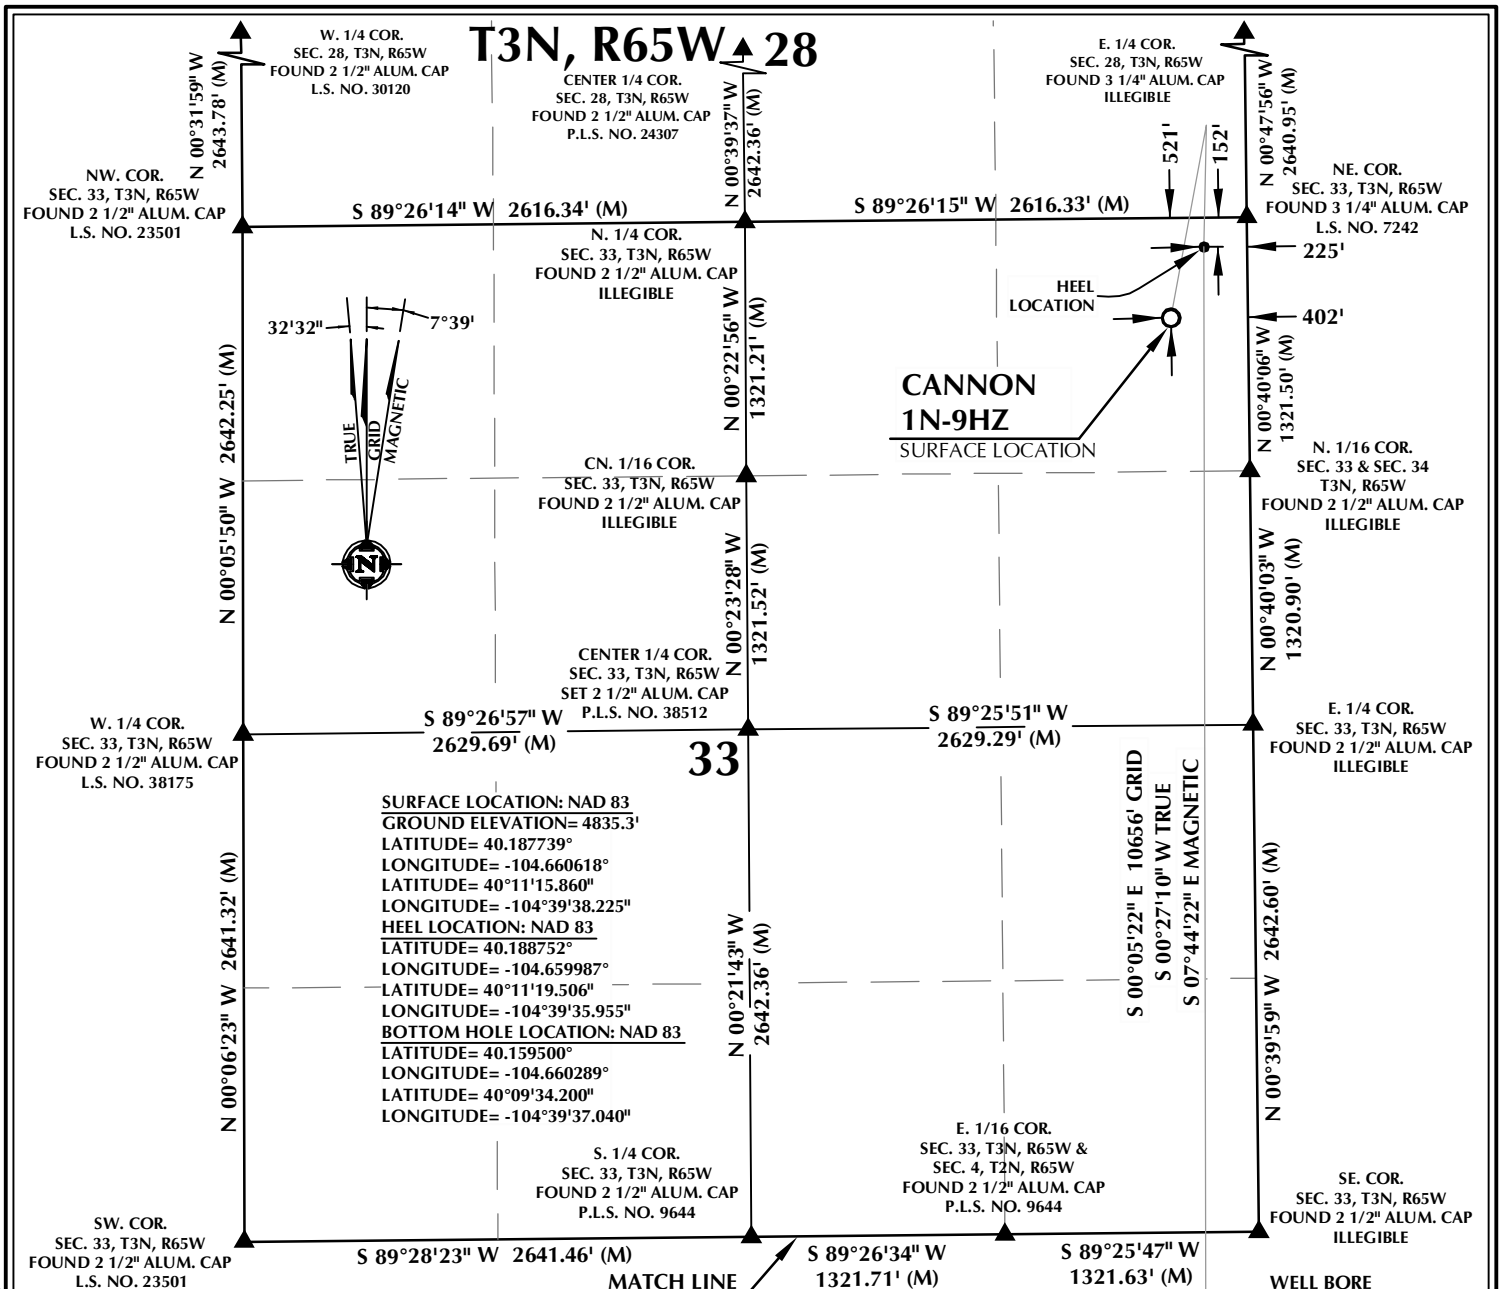 T3N, R65W 28
W. 1/4 COR.
SEC. 28, T3N, R65W
FOUND 2 1/2" ALUM. CAP
L.S. NO. 30120
CENTER 1/4 COR.
SEC. 28, T3N, R65W
FOUND 2 1/2" ALUM. CAP
P.L.S. NO. 24307
E. 1/4 COR.
SEC. 28, T3N, R65W
FOUND 3 1/4" ALUM. CAP
ILLEGIBLE
N 00°31'59" W
2643.78' (M)
N 00°39'37" W
2642.36' (M)
521'
152'
N 00°47'56" W
2640.95' (M)
NW. COR.
SEC. 33, T3N, R65W
FOUND 2 1/2" ALUM. CAP
L.S. NO. 23501
S 89°26'14" W 2616.34' (M)
S 89°26'15" W 2616.33' (M)
NE. COR.
SEC. 33, T3N, R65W
FOUND 3 1/4" ALUM. CAP
L.S. NO. 7242
N. 1/4 COR.
SEC. 33, T3N, R65W
FOUND 2 1/2" ALUM. CAP
ILLEGIBLE
225'
HEEL
LOCATION
402'
32'32"
7°39'
TRUE
GRID
MAGNETIC
N
N 00°05'50" W 2642.25' (M)
N 00°22'56" W
1321.21' (M)
CANNON
1N-9HZ
SURFACE LOCATION
N 00°40'06" W
1321.50' (M)
CN. 1/16 COR.
SEC. 33, T3N, R65W
FOUND 2 1/2" ALUM. CAP
ILLEGIBLE
N. 1/16 COR.
SEC. 33 & SEC. 34
T3N, R65W
FOUND 2 1/2" ALUM. CAP
ILLEGIBLE
N 00°23'28" W
1321.52' (M)
N 00°40'03" W
1320.90' (M)
CENTER 1/4 COR.
SEC. 33, T3N, R65W
SET 2 1/2" ALUM. CAP
P.L.S. NO. 38512
W. 1/4 COR.
SEC. 33, T3N, R65W
FOUND 2 1/2" ALUM. CAP
L.S. NO. 38175
S 89°26'57" W
2629.69' (M)
33
S 89°25'51" W
2629.29' (M)
E. 1/4 COR.
SEC. 33, T3N, R65W
FOUND 2 1/2" ALUM. CAP
ILLEGIBLE
SURFACE LOCATION: NAD 83
GROUND ELEVATION= 4835.3'
LATITUDE= 40.187739°
LONGITUDE= -104.660618°
LATITUDE= 40°11'15.860"
LONGITUDE= -104°39'38.225"
HEEL LOCATION: NAD 83
LATITUDE= 40.188752°
LONGITUDE= -104.659987°
LATITUDE= 40°11'19.506"
LONGITUDE= -104°39'35.955"
BOTTOM HOLE LOCATION: NAD 83
LATITUDE= 40.159500°
LONGITUDE= -104.660289°
LATITUDE= 40°09'34.200"
LONGITUDE= -104°39'37.040"
N 00°06'23" W 2641.32' (M)
N 00°21'43" W
2642.36' (M)
S 00°05'22" E 10656' GRID
S 00°27'10" W TRUE
S 07°44'22" E MAGNETIC
N 00°39'59" W 2642.60' (M)
S. 1/4 COR.
SEC. 33, T3N, R65W
FOUND 2 1/2" ALUM. CAP
P.L.S. NO. 9644
E. 1/16 COR.
SEC. 33, T3N, R65W &
SEC. 4, T2N, R65W
FOUND 2 1/2" ALUM. CAP
P.L.S. NO. 9644
SE. COR.
SEC. 33, T3N, R65W
FOUND 2 1/2" ALUM. CAP
ILLEGIBLE
SW. COR.
SEC. 33, T3N, R65W
FOUND 2 1/2" ALUM. CAP
L.S. NO. 23501
S 89°28'23" W 2641.46' (M)
MATCH LINE
S 89°26'34" W
1321.71' (M)
S 89°25'47" W
1321.63' (M)
WELL BORE